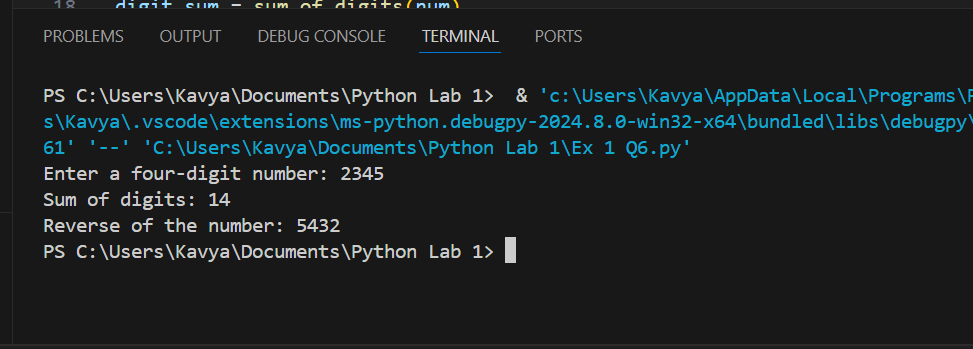 18 digit_sum = sum_of_digits(num)
PROBLEMS OUTPUT DEBUG CONSOLE TERMINAL PORTS
PS C:\Users\Kavya\Documents\Python Lab 1>  & 'c:\Users\Kavya\AppData\Local\Programs\
s\Kavya\.vscode\extensions\ms-python.debugpy-2024.8.0-win32-x64\bundled\libs\debugpy\
61' '--' 'C:\Users\Kavya\Documents\Python Lab 1\Ex 1 Q6.py'
Enter a four-digit number: 2345
Sum of digits: 14
Reverse of the number: 5432
PS C:\Users\Kavya\Documents\Python Lab 1>